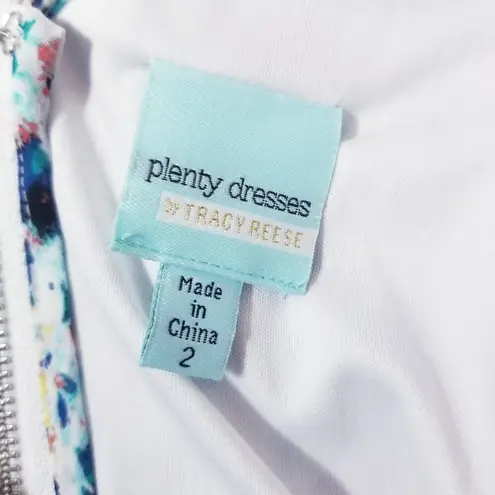 plenty dresses
by TRACY REESE
Made
in
China
2